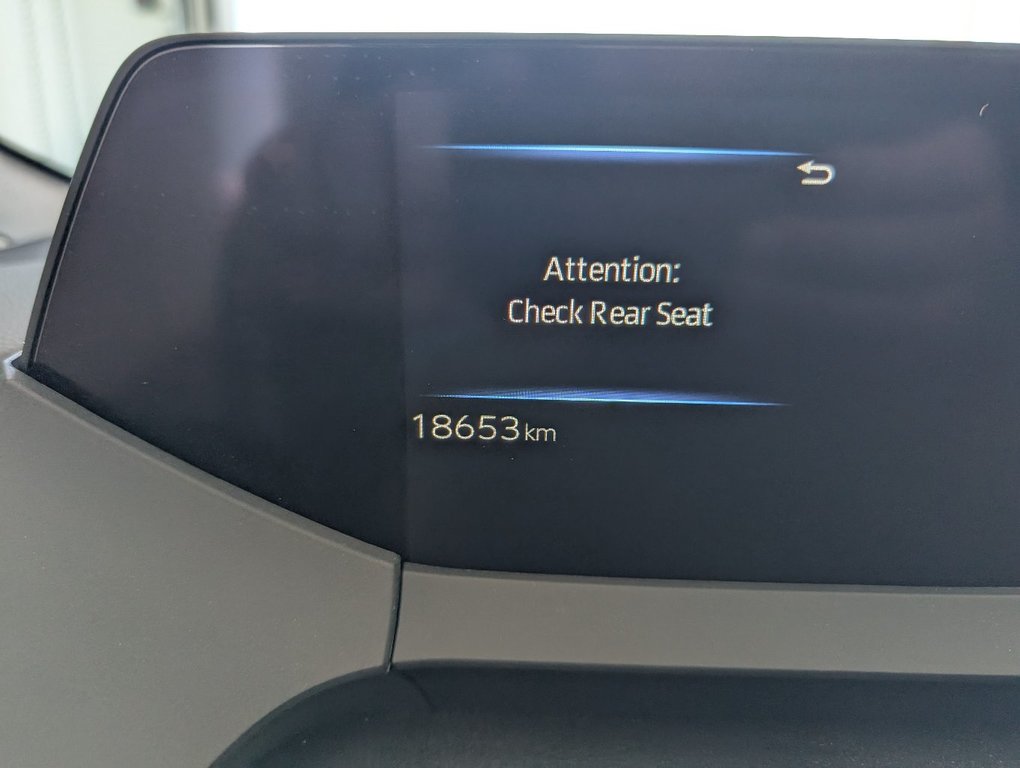 Attention:
Check Rear Seat
18653km